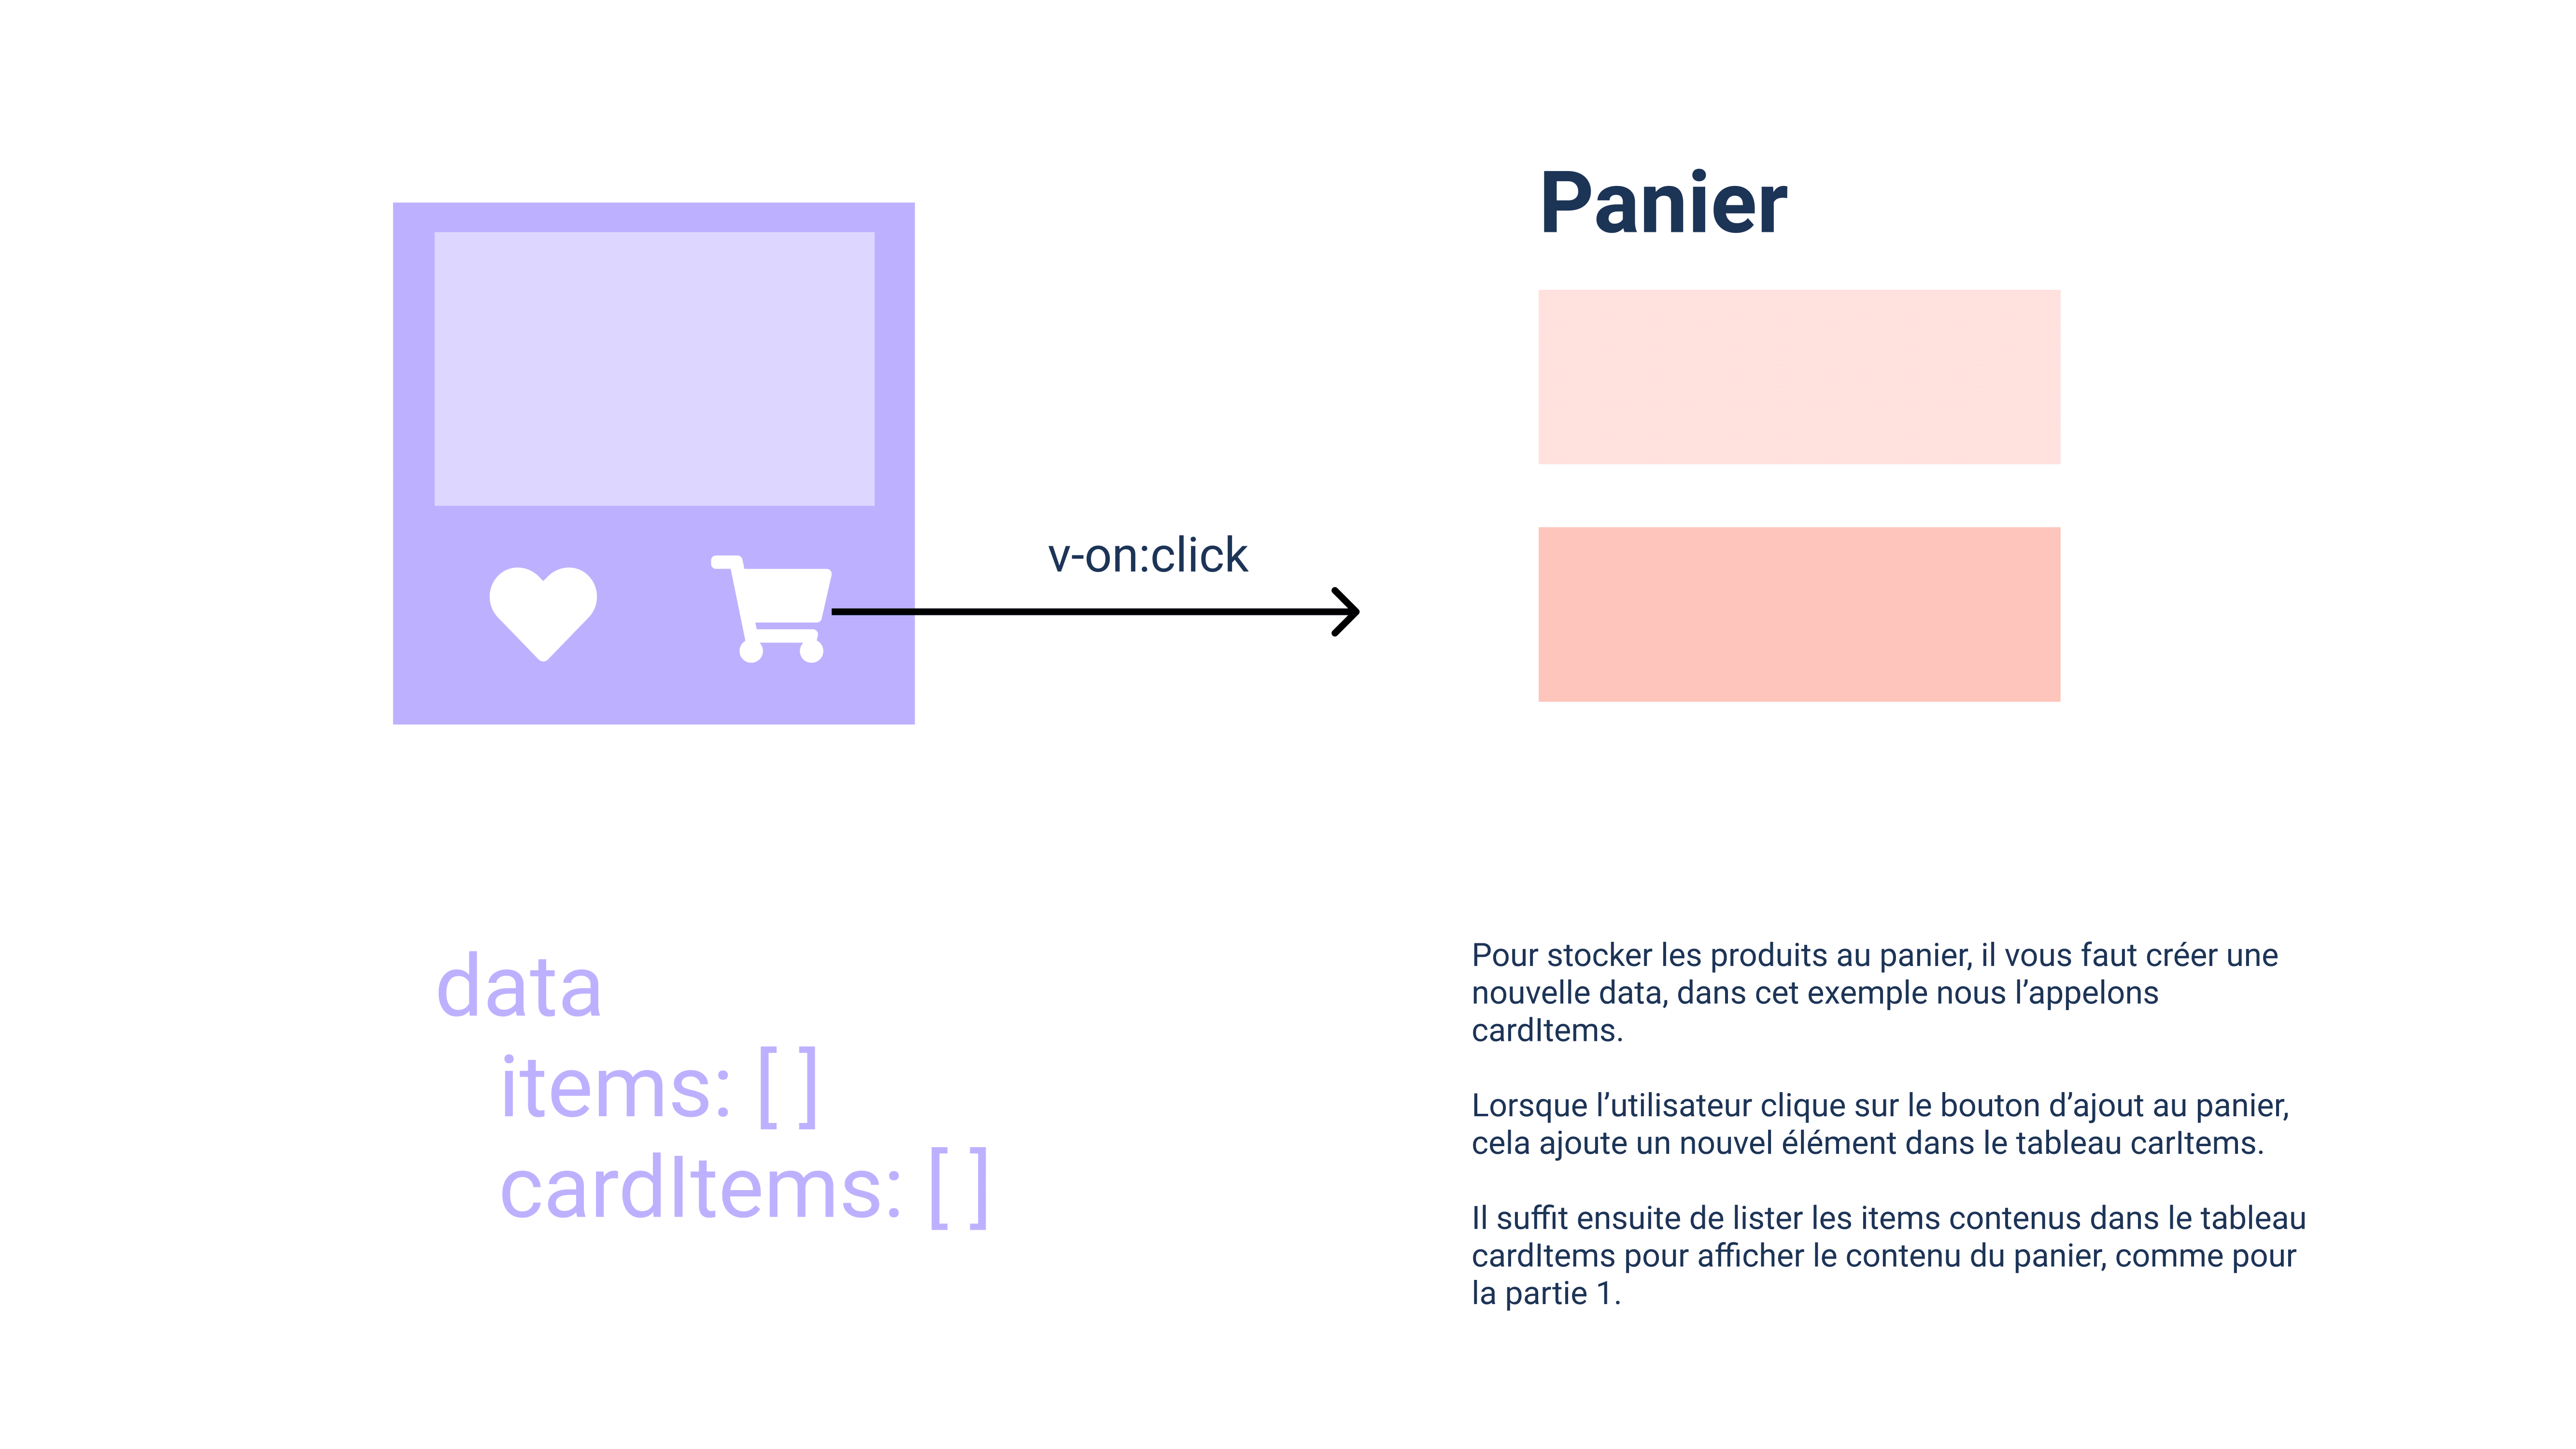 Panier
v-on:click
data
items: [ ]
cardItems: [ ]
Pour stocker les produits au panier, il vous faut créer une
nouvelle data, dans cet exemple nous l’appelons
cardItems.
Lorsque l’utilisateur clique sur le bouton d’ajout au panier,
cela ajoute un nouvel élément dans le tableau carItems.
Il suffit ensuite de lister les items contenus dans le tableau
cardItems pour afficher le contenu du panier, comme pour
la partie 1.